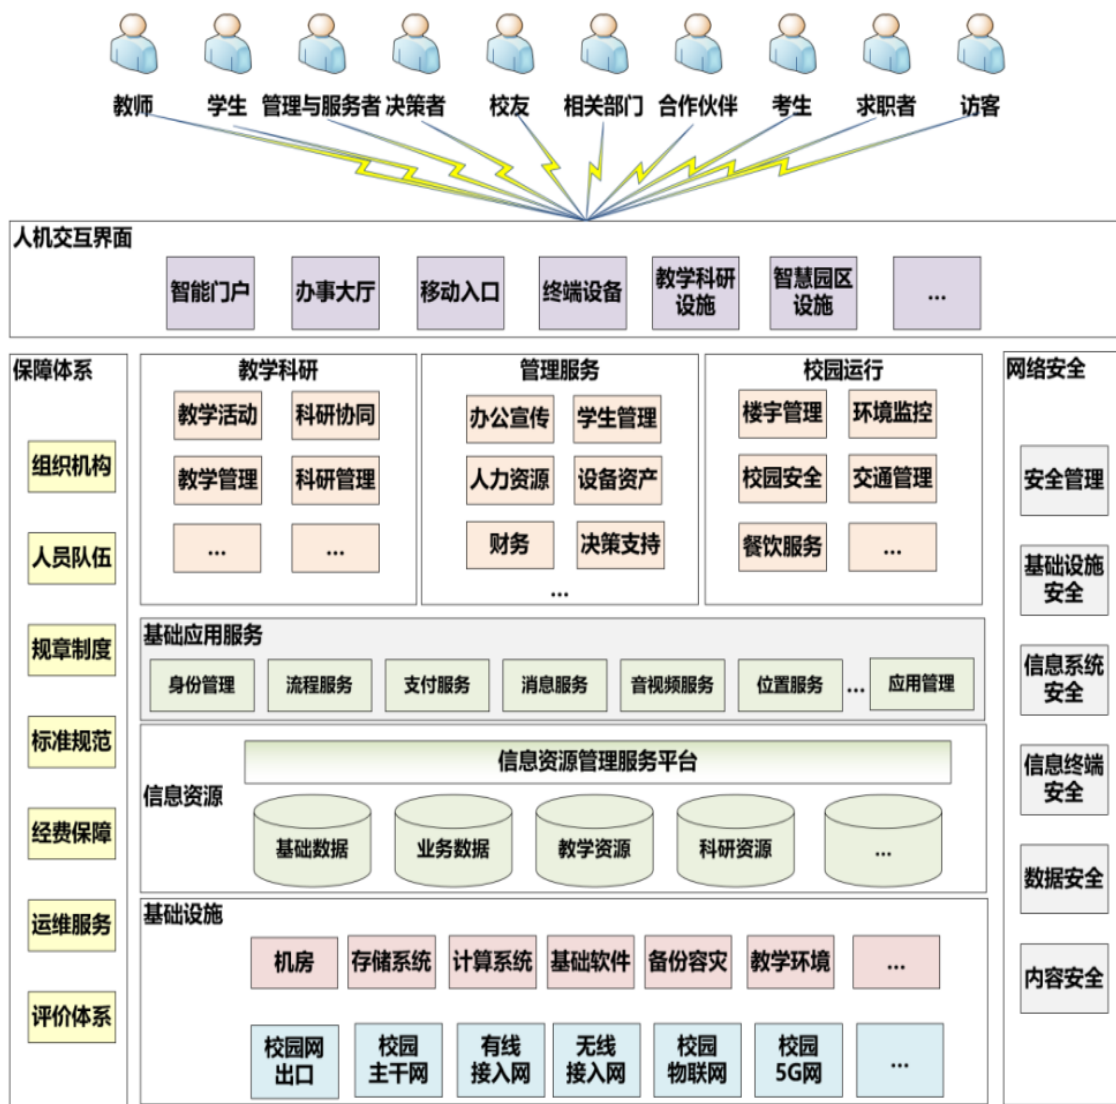 教师 学生 管理与服务者 决策者 校友 相关部门 合作伙伴 考生 求职者 访客
人机交互界面
智能门户 办事大厅 移动入口 终端设备 教学科研设施 智慧园区设施 ...
保障体系
组织机构
人员队伍
规章制度
标准规范
经费保障
运维服务
评价体系
教学科研
教学活动 科研协同
教学管理 科研管理
... ...
管理服务
办公宣传 学生管理
人力资源 设备资产
财务 决策支持
...
校园运行
楼宇管理 环境监控
校园安全 交通管理
餐饮服务 ...
基础应用服务
身份管理 流程服务 支付服务 消息服务 音视频服务 位置服务 ... 应用管理
信息资源管理服务平台
信息资源
基础数据 业务数据 教学资源 科研资源 ...
基础设施
机房 存储系统 计算系统 基础软件 备份容灾 教学环境 ...
校园网出口 校园主干网 有线接入网 无线接入网 校园物联网 校园5G网 ...
网络安全
安全管理
基础设施
安全
信息系统
安全
信息终端
安全
数据安全
内容安全